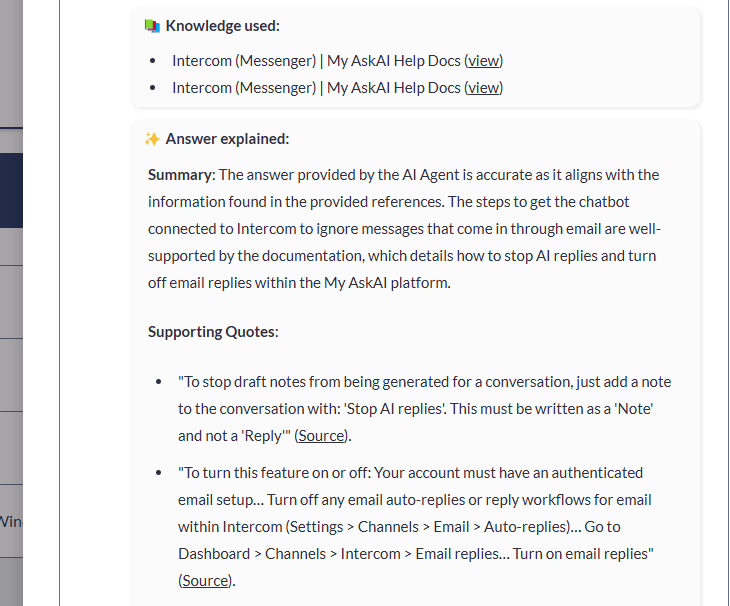 Knowledge used:
Intercom (Messenger) | My AskAI Help Docs (view)
Intercom (Messenger) | My AskAI Help Docs (view)
Answer explained:
Summary: The answer provided by the AI Agent is accurate as it aligns with the
information found in the provided references. The steps to get the chatbot
connected to Intercom to ignore messages that come in through email are well-
supported by the documentation, which details how to stop AI replies and turn
off email replies within the My AskAI platform.
Supporting Quotes:
"To stop draft notes from being generated for a conversation, just add a note
to the conversation with: 'Stop AI replies'. This must be written as a 'Note'
and not a 'Reply'" (Source).
"To turn this feature on or off: Your account must have an authenticated
email setup... Turn off any email auto-replies or reply workflows for email
within Intercom (Settings > Channels > Email > Auto-replies)... Go to
Dashboard > Channels > Intercom > Email replies... Turn on email replies"
(Source).